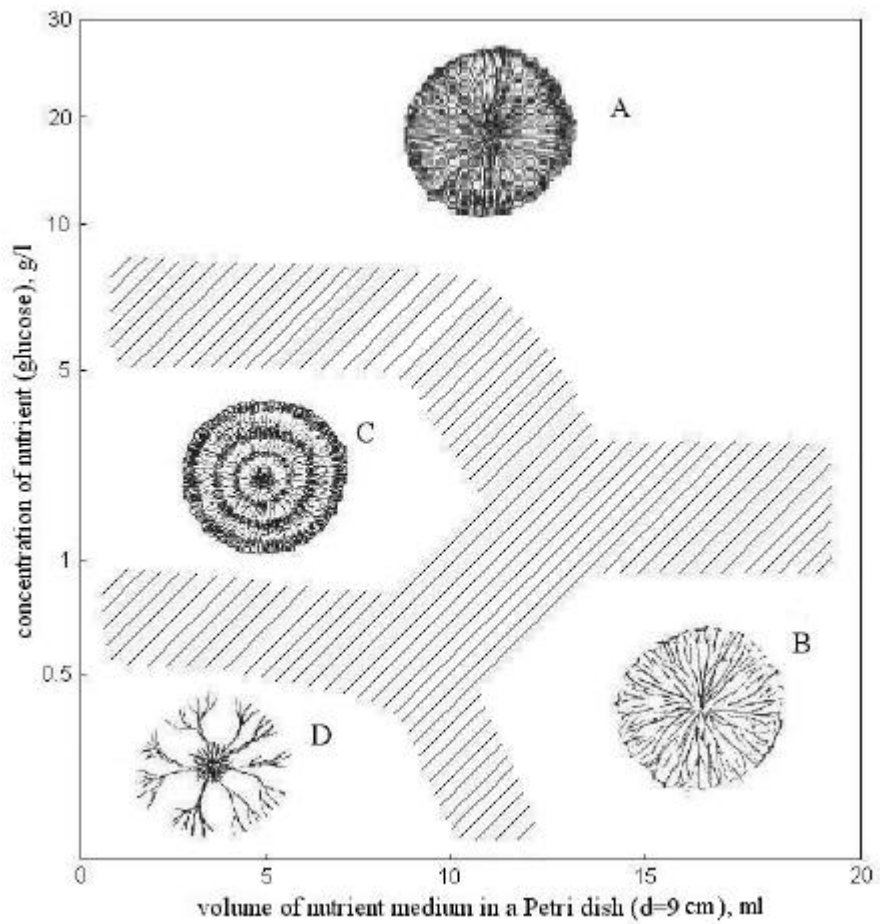 30
A
20
10
5
C
1
B
0.5
D
0 5 10 15 20
concentration of nutrient (glucose), g/l
volume of nutrient medium in a Petri dish (d=9 cm), ml